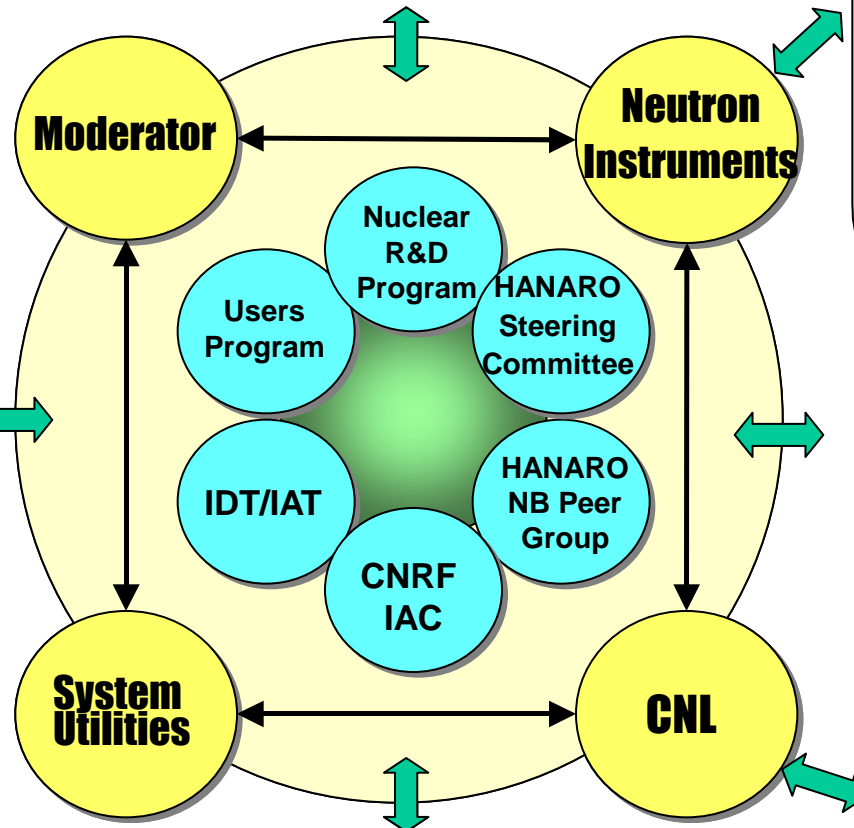 Moderator
Neutron
Instruments
Nuclear
R&D
Program
Users
Program
HANARO
Steering
Committee
IDT/IAT
HANARO
NB Peer
Group
CNRF
IAC
System
Utilities
CNL